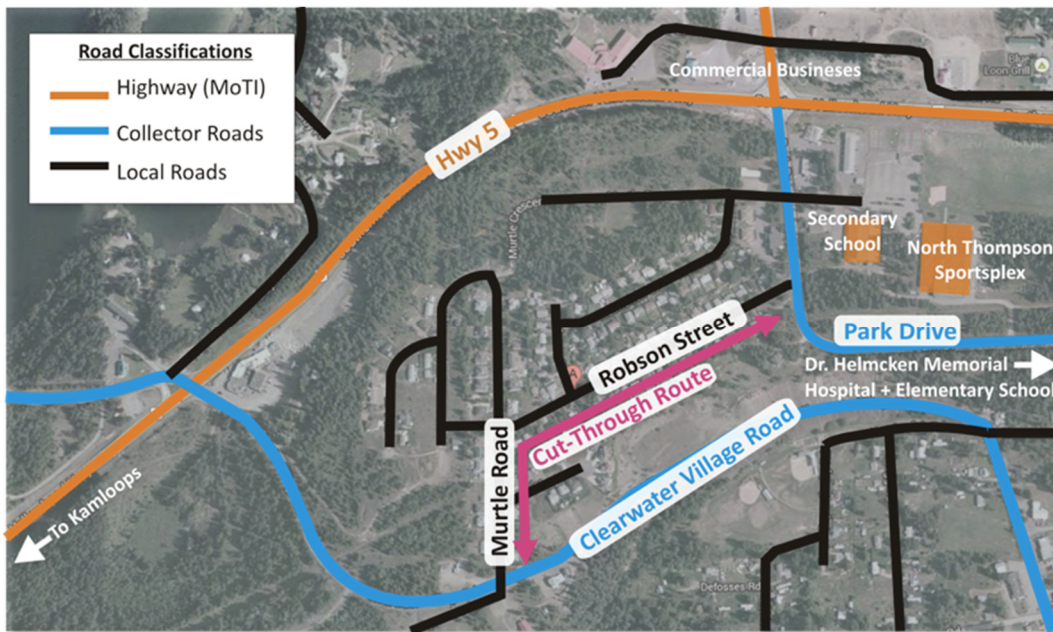 Road Classifications
Highway (MoTI)
Collector Roads
Local Roads
Commercial Busineses
Loon Grill
Hwy 5
Murtle Cresce
Secondary
School
North Thompson
Sportsplex
Park Drive
Dr. Helmcken Memorial
Hospital + Elementary School
Robson Street
A
Cut-Through Route
Murtle Road
Clearwater Village Road
To Kamloops
Defosses Rd